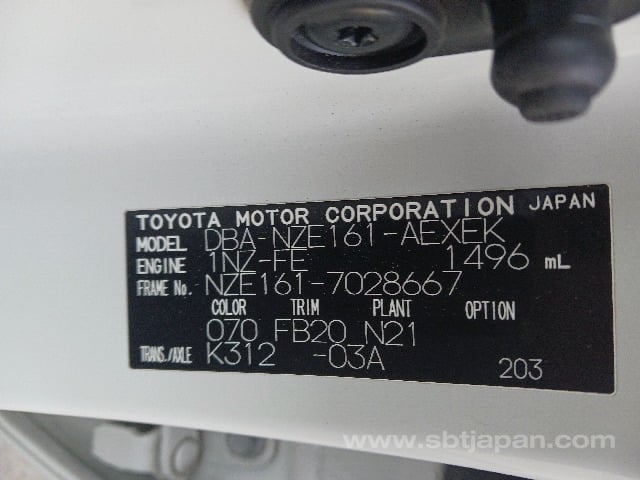 TOYOTA MOTOR CORPORATION JAPAN
MODEL DBA-NZE161-AEXEK
ENGINE 1NZ-FE 1496 mL
FRAME No. NZE161-7028667
COLOR TRIM PLANT OPTION
070 FB20 N21
TRANS./AXLE K312 -03A 203
www.sbtjapan.com